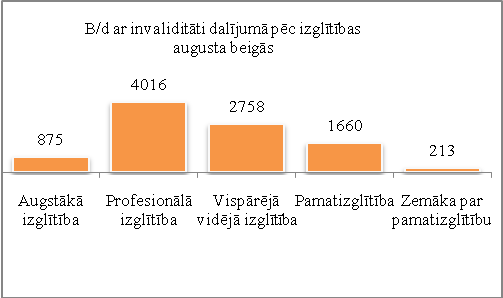 B/d ar invaliditāti dalījumā pēc izglītības
augusta beigās
875
4016
2758
1660
213
Augstākā
izglītība
Profesionālā
izglītība
Vispārējā
vidējā izglītība
Pamatizglītība
Zemāka par
pamatizglītību